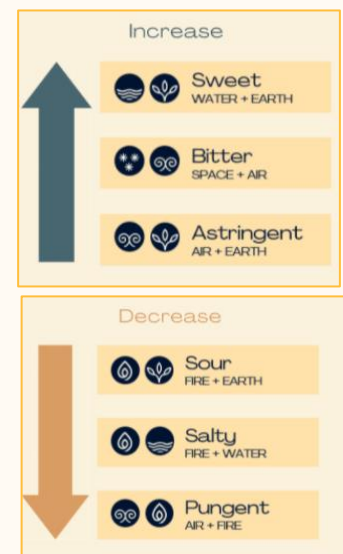 Increase
Sweet
WATER + EARTH
Bitter
SPACE + AIR
Astringent
AIR + EARTH
Decrease
Sour
FIRE + EARTH
Salty
FIRE + WATER
Pungent
AIR + FIRE